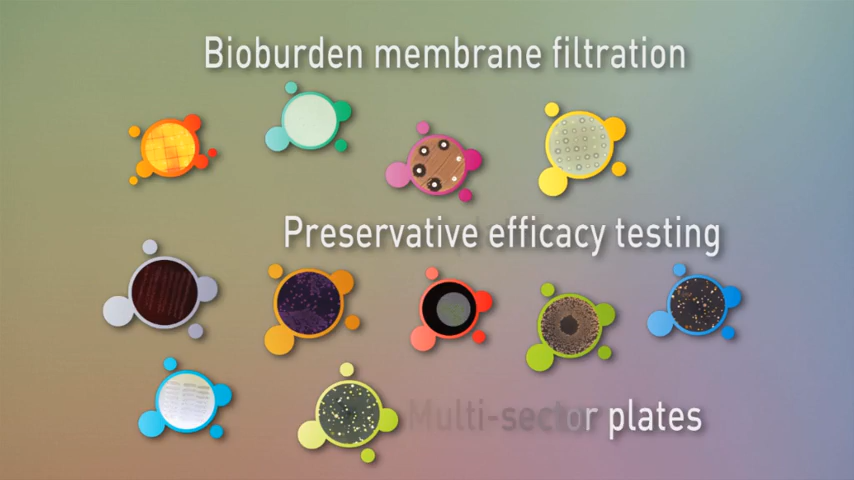 Bioburden membrane filtration
Preservative efficacy testing
Multi-sector plates